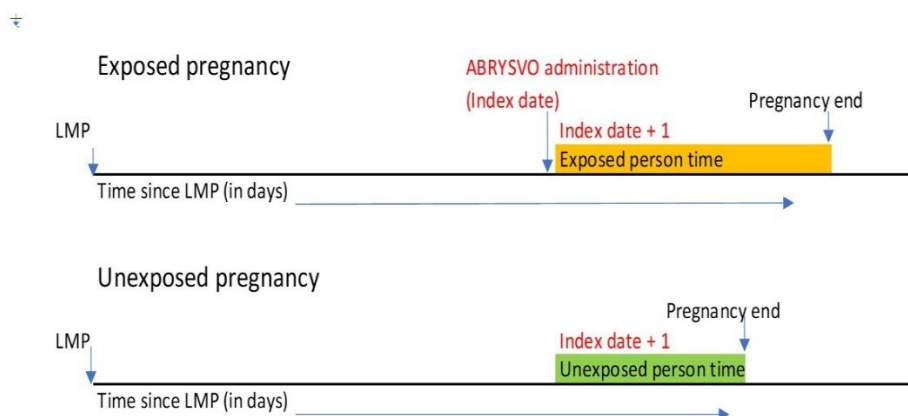 Exposed pregnancy
ABRYSVO administration
(Index date)
Pregnancy end
LMP
Index date + 1
Exposed person time
Time since LMP (in days)
Unexposed pregnancy
Pregnancy end
LMP
Index date + 1
Unexposed person time
Time since LMP (in days)